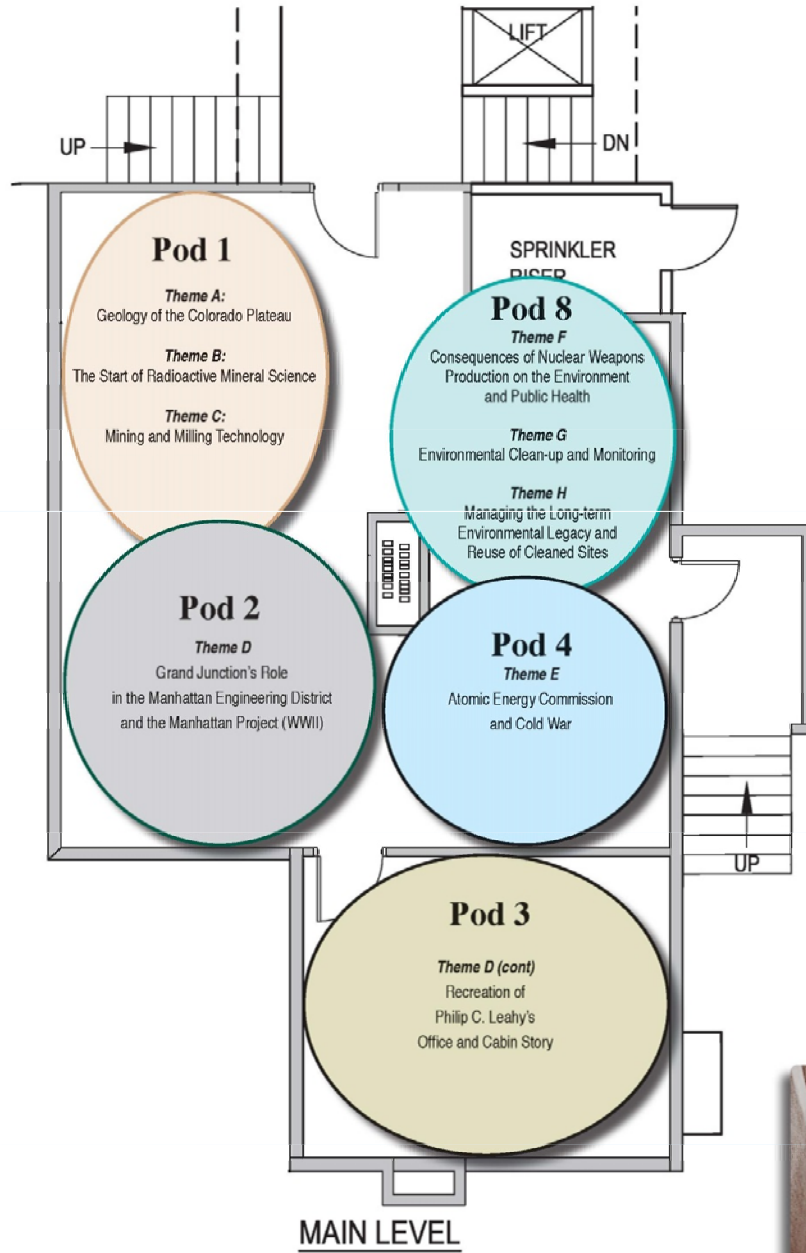 LIFT
UP
DN
SPRINKLER
RISER
Pod 1
Theme A:
Geology of the Colorado Plateau
Theme B:
The Start of Radioactive Mineral Science
Theme C:
Mining and Milling Technology
Pod 8
Theme F
Consequences of Nuclear Weapons
Production on the Environment
and Public Health
Theme G
Environmental Clean-up and Monitoring
Theme H
Managing the Long-term
Environmental Legacy and
Reuse of Cleaned Sites
Pod 2
Theme D
Grand Junction's Role
in the Manhattan Engineering District
and the Manhattan Project (WWII)
Pod 4
Theme E
Atomic Energy Commission
and Cold War
UP
Pod 3
Theme D (cont)
Recreation of
Philip C. Leahy's
Office and Cabin Story
MAIN LEVEL